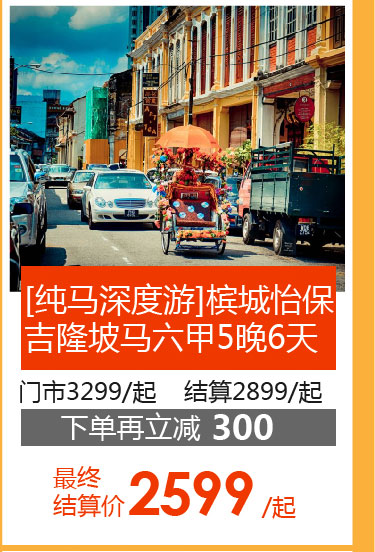 [纯马深度游]槟城怡保
吉隆坡马六甲5晚6天
门市3299/起 结算2899/起
下单再立减 300
最终
结算价 2599 /起